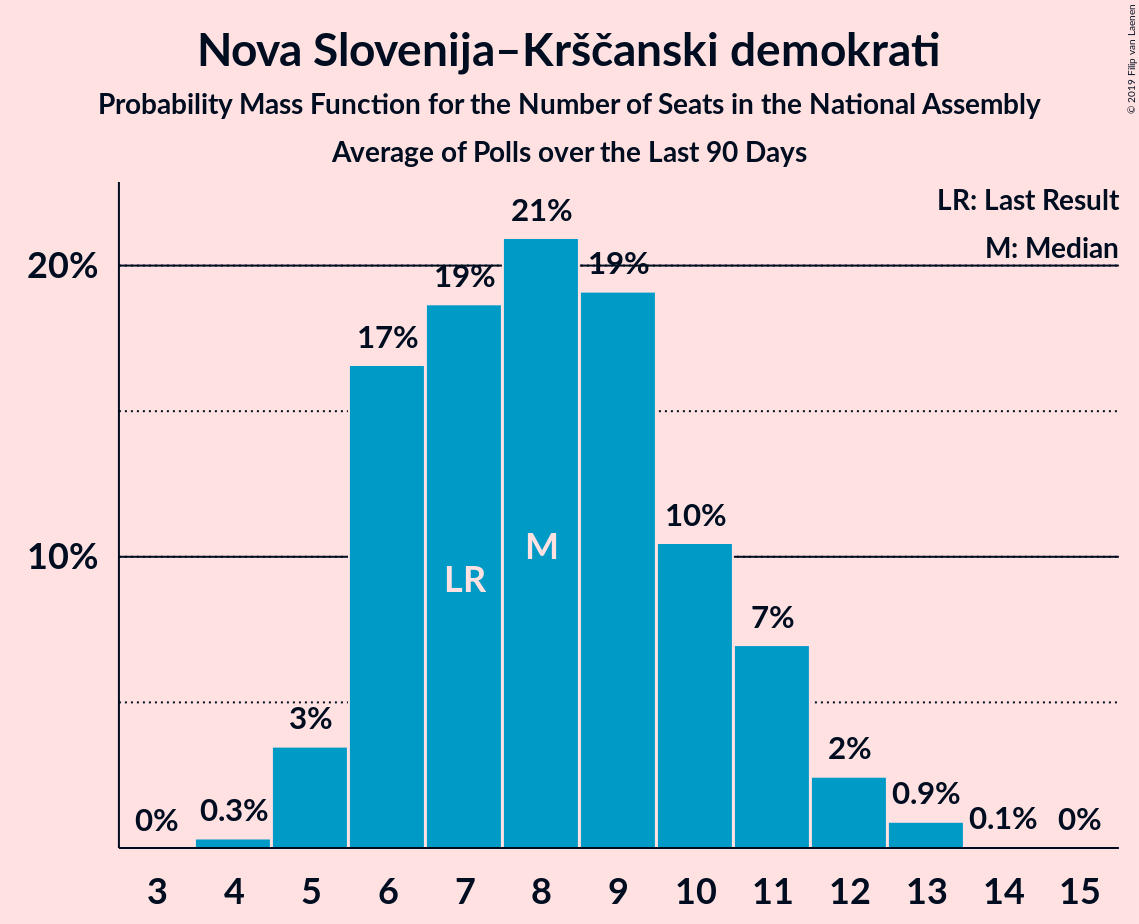 Nova Slovenija–Krščanski demokrati
Probability Mass Function for the Number of Seats in the National Assembly
Average of Polls over the Last 90 Days
© 2019 Filip van Laenen
LR: Last Result
M: Median
20%
10%
0%
0.3%
3%
17%
19%
21%
19%
10%
7%
2%
0.9%
0.1%
0%
LR
M
3 4 5 6 7 8 9 10 11 12 13 14 15